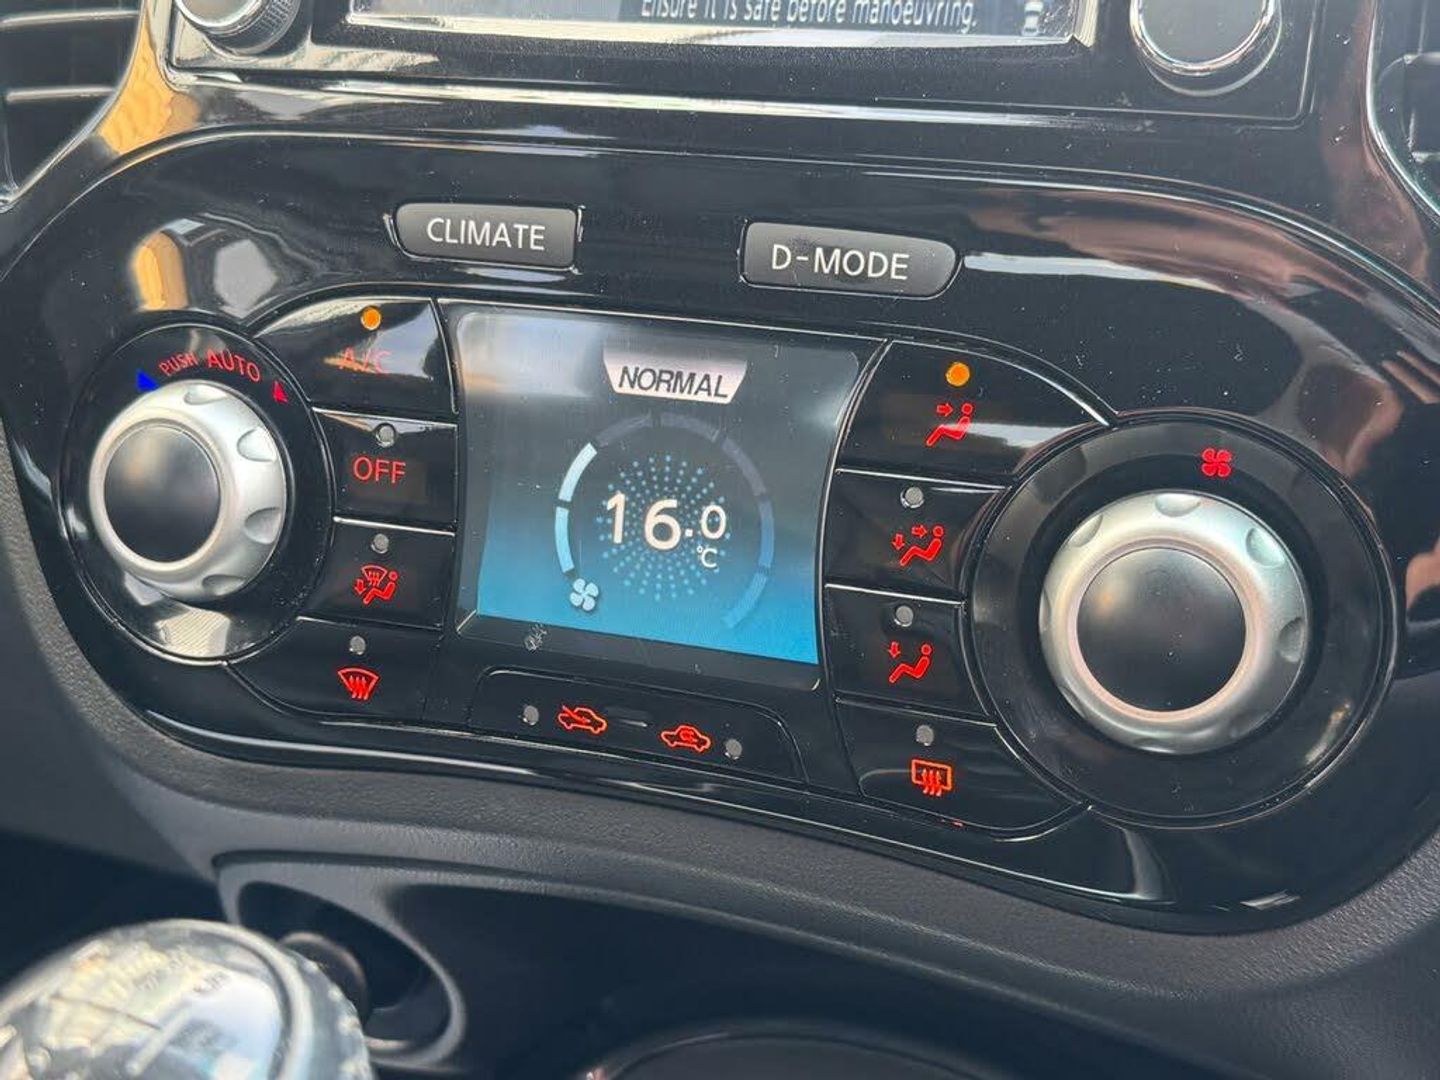 Ensure it is safe before manoeuvring.
CLIMATE
D-MODE
PUSH AUTO
A/C
OFF
NORMAL
16.0
°C